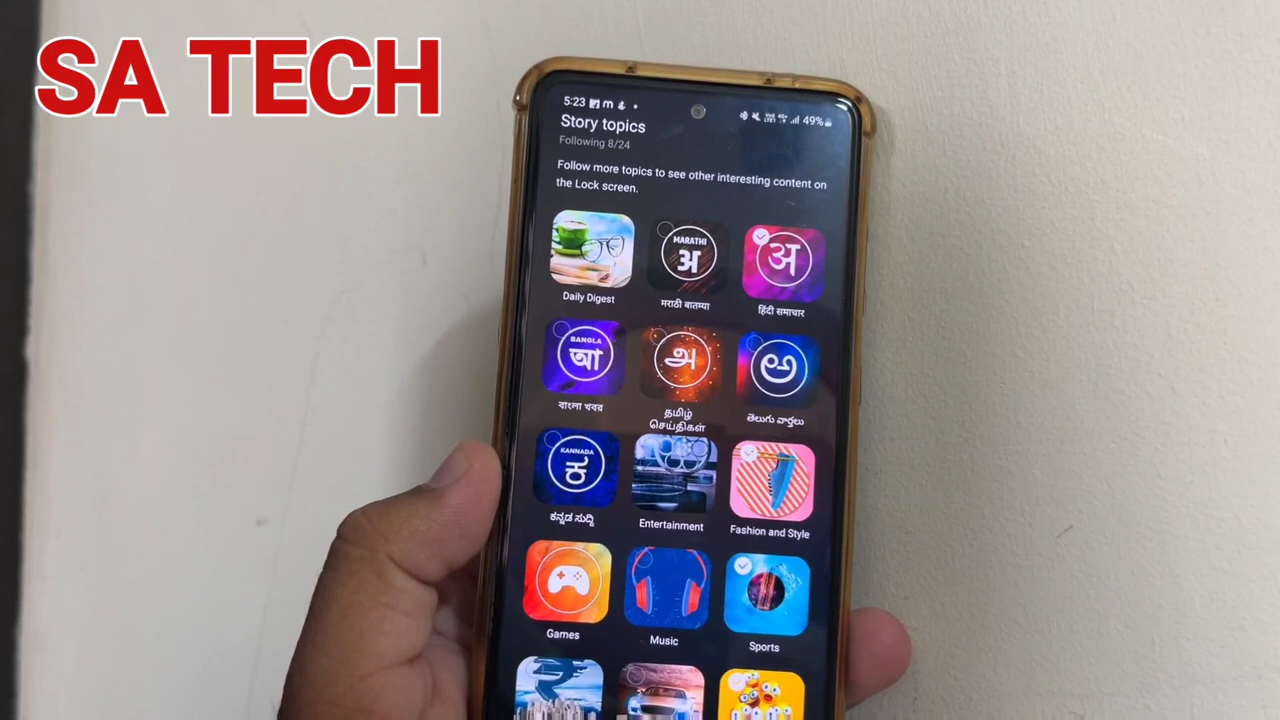 SA TECH
5:23
49%
Story topics
Following 8/24
Follow more topics to see other interesting content on
the Lock screen.
MARATHI
अ
अ
Daily Digest
मराठी बातम्या
हिंदी समाचार
BANGLA
আ
அ
అ
বাংলা খবর
தமிழ்
செய்திகள்
తెలుగు వార్తలు
KANNADA
ಕ
ಕನ್ನಡ ಸುದ್ದಿ
Entertainment
Fashion and Style
Games
Music
Sports